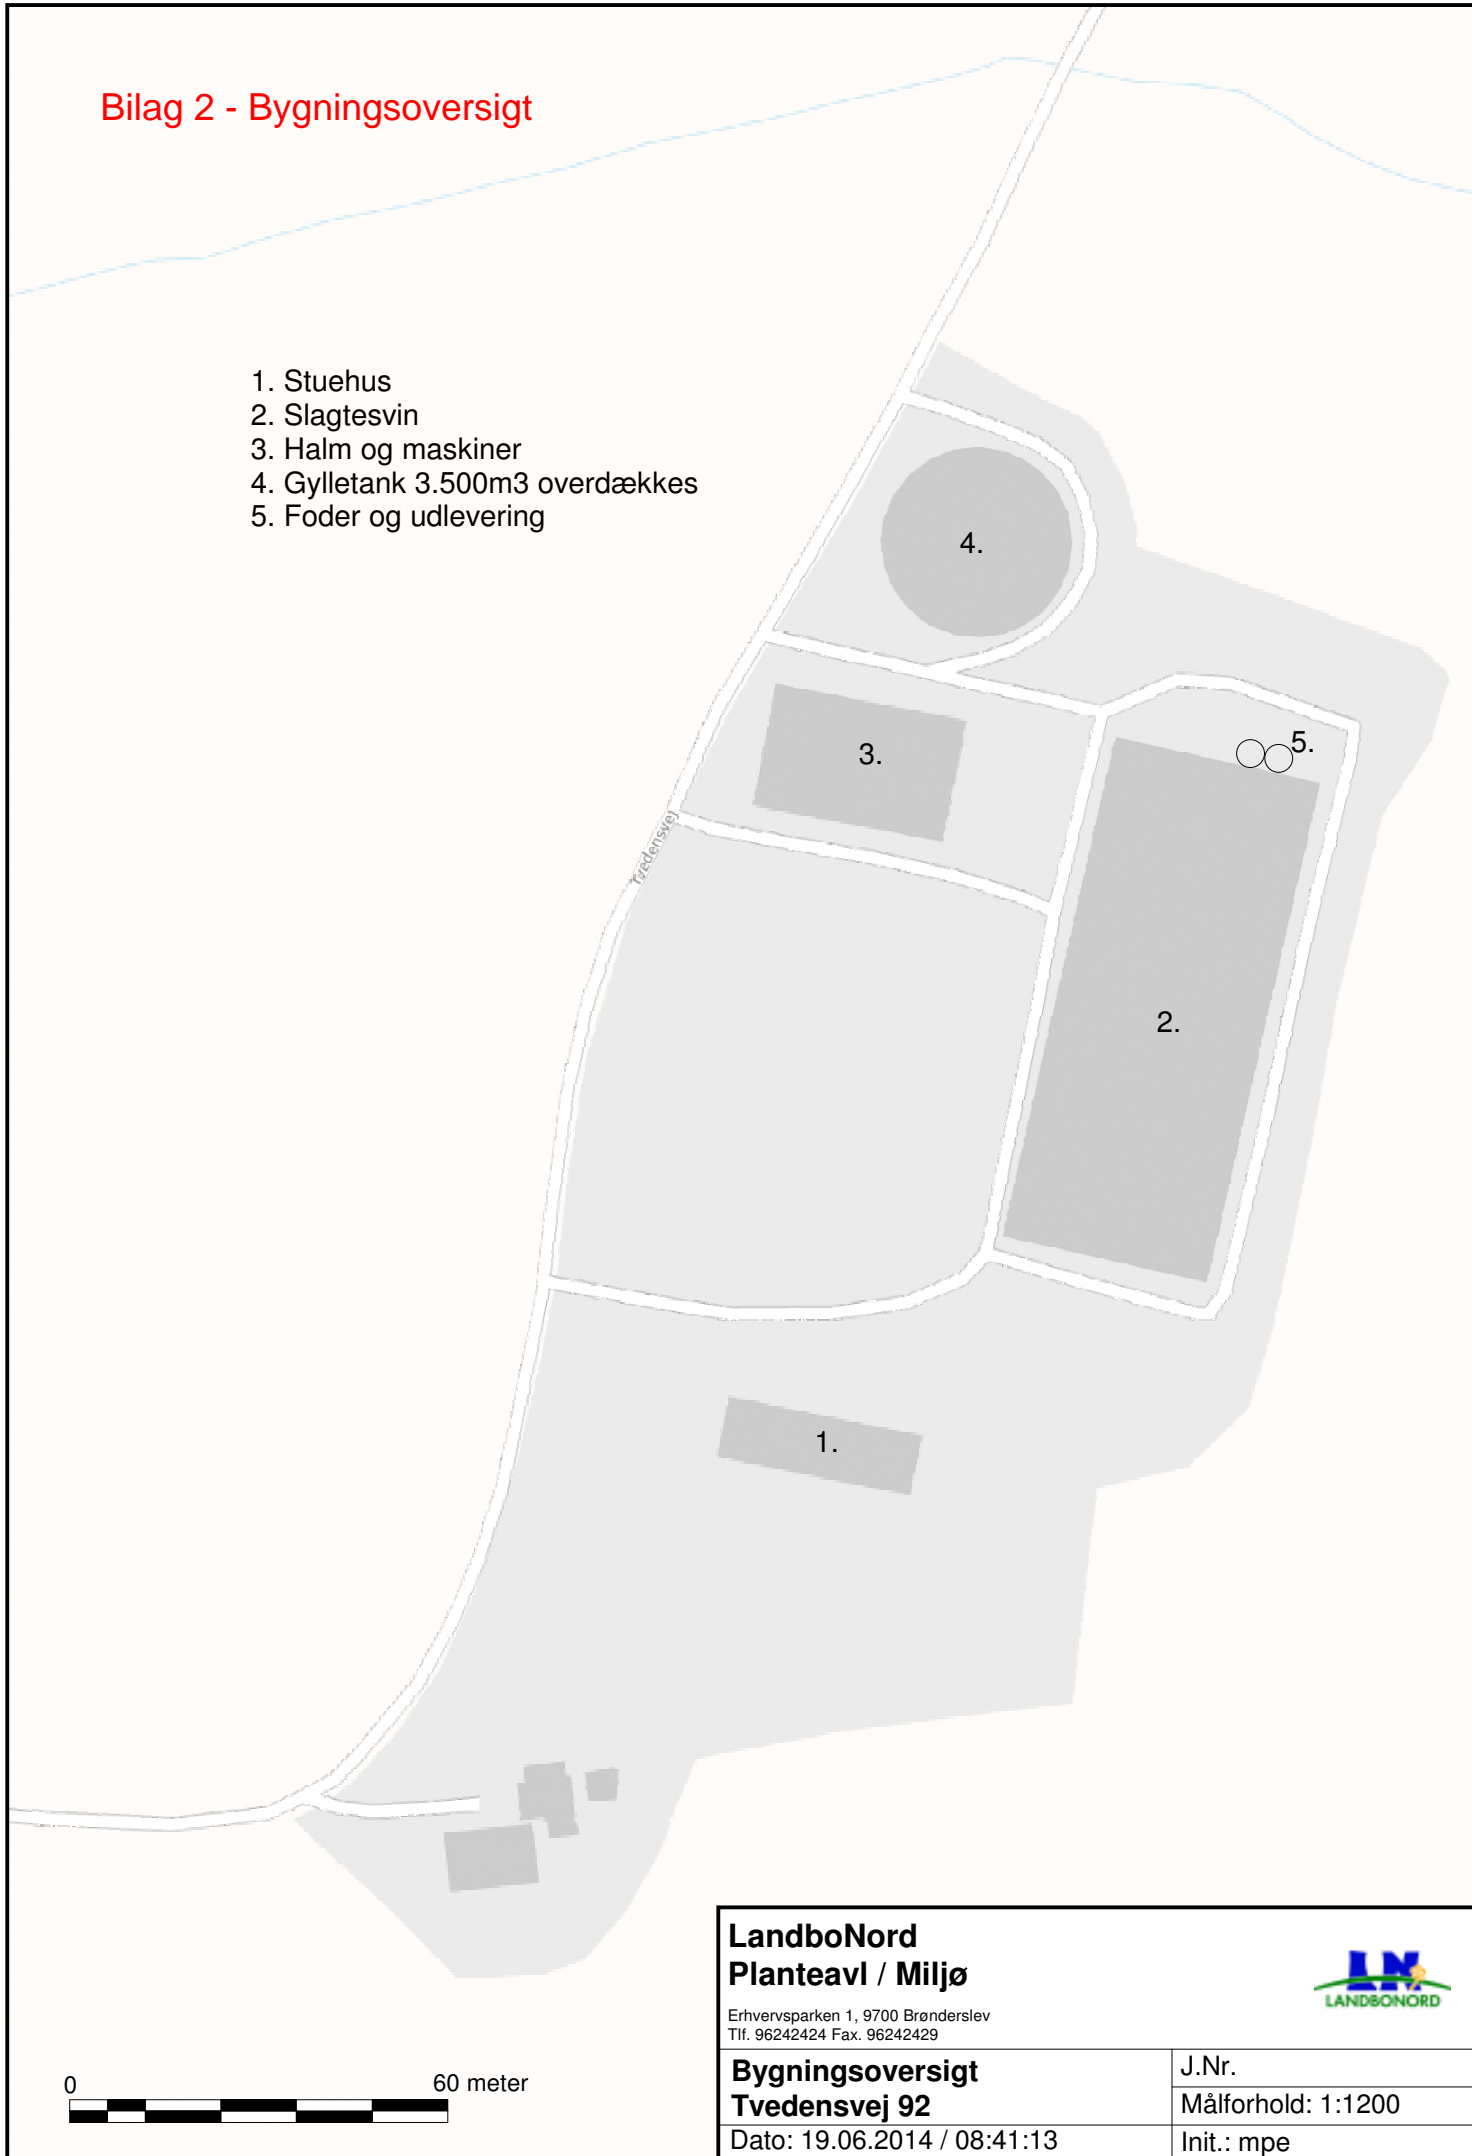 Bilag 2 - Bygningsoversigt
1. Stuehus
2. Slagtesvin
3. Halm og maskiner
4. Gylletank 3.500m3 overdækkes
5. Foder og udlevering
4.
3.
5.
Tvedensvej
2.
1.
LandboNord
Planteavl / Miljø
LN
LANDBONORD
Erhvervsparken 1, 9700 Brønderslev
Tlf. 96242424 Fax. 96242429
Bygningsoversigt
Tvedensvej 92
J.Nr.
Målforhold: 1:1200
Dato: 19.06.2014 / 08:41:13
Init.: mpe
0 60 meter